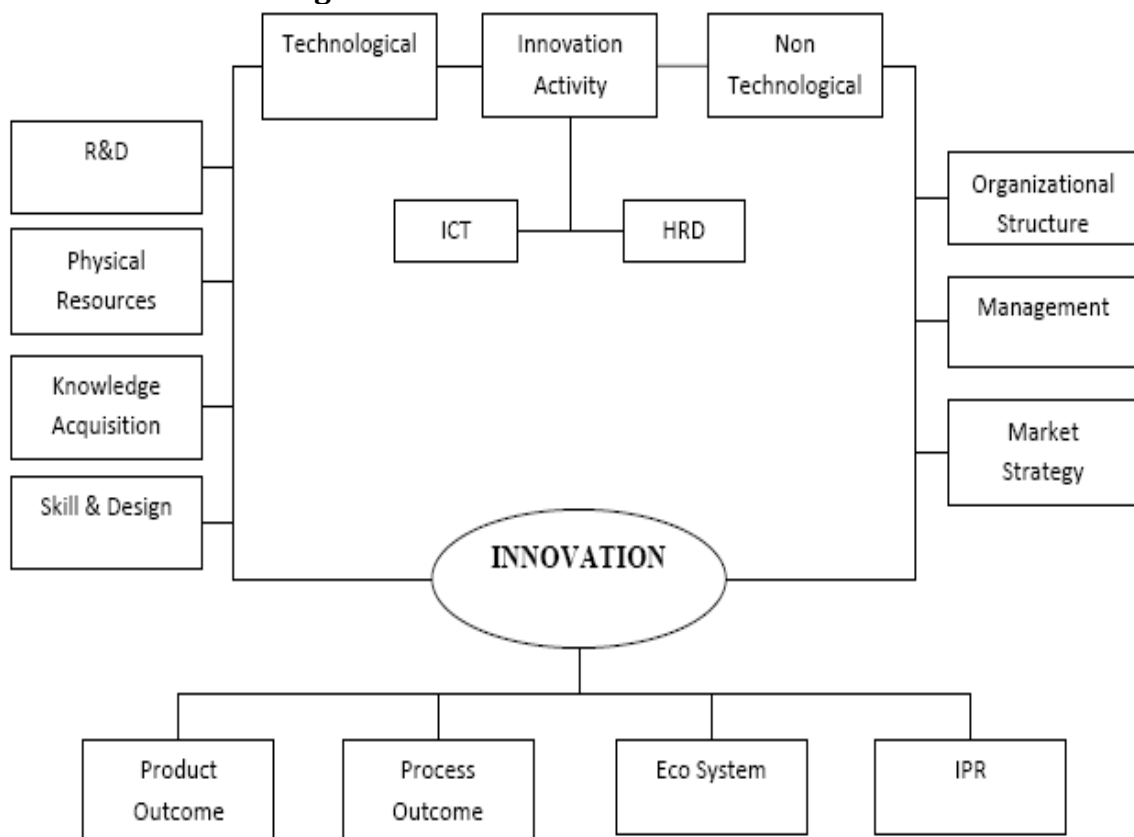 Technological
Innovation
Activity
Non
Technological
R&D
Physical
Resources
Knowledge
Acquisition
Skill & Design
ICT
HRD
Organizational
Structure
Management
Market
Strategy
INNOVATION
Product
Outcome
Process
Outcome
Eco System
IPR